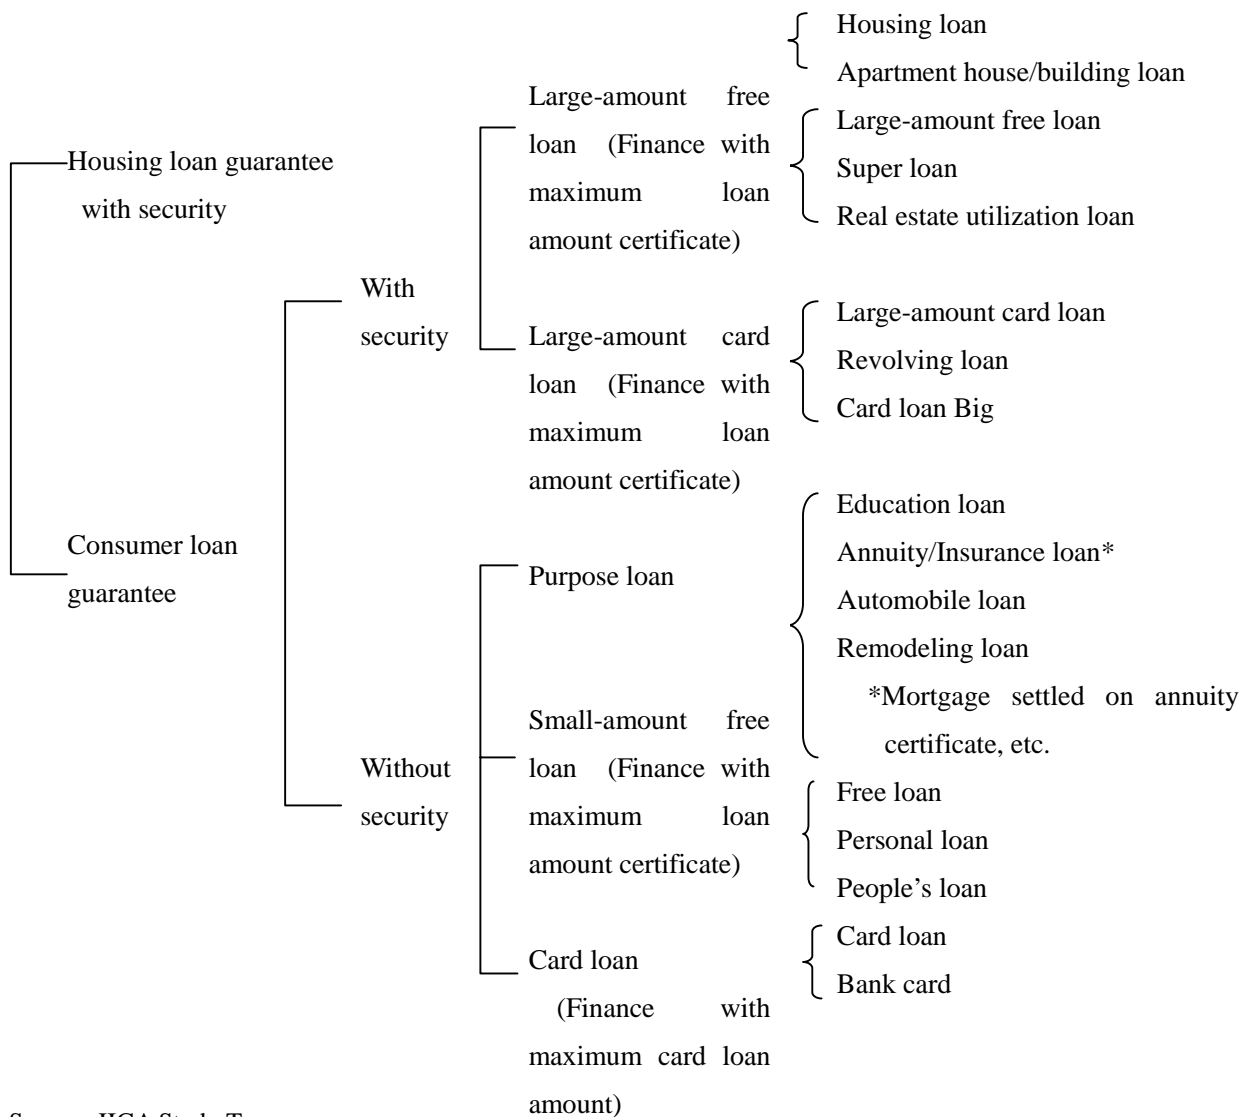 Housing loan
Apartment house/building loan
Large-amount free
loan (Finance with
maximum loan
amount certificate)
Large-amount free loan
Super loan
Real estate utilization loan
Housing loan guarantee
with security
With
security
Large-amount card
loan (Finance with
maximum loan
amount certificate)
Large-amount card loan
Revolving loan
Card loan Big
Consumer loan
guarantee
Purpose loan
Education loan
Annuity/Insurance loan*
Automobile loan
Remodeling loan
*Mortgage settled on annuity
certificate, etc.
Without
security
Small-amount free
loan (Finance with
maximum loan
amount certificate)
Free loan
Personal loan
People’s loan
Card loan
(Finance with
maximum card loan
amount)
Card loan
Bank card